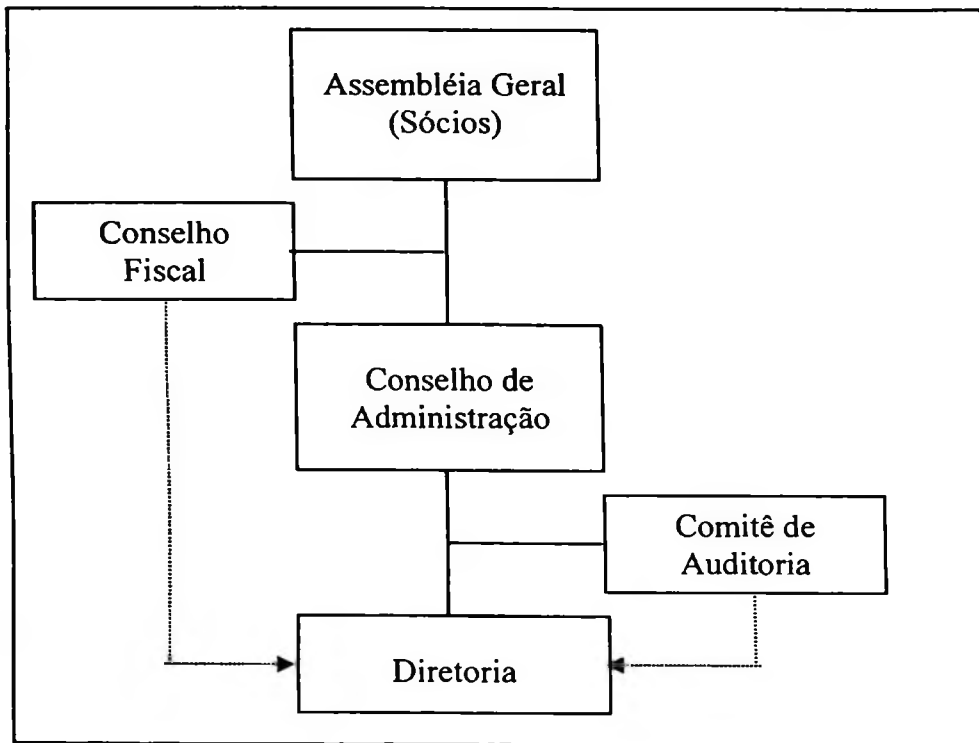 Assembléia Geral
(Sócios)
Conselho
Fiscal
Conselho de
Administração
Comitê de
Auditoria
Diretoria